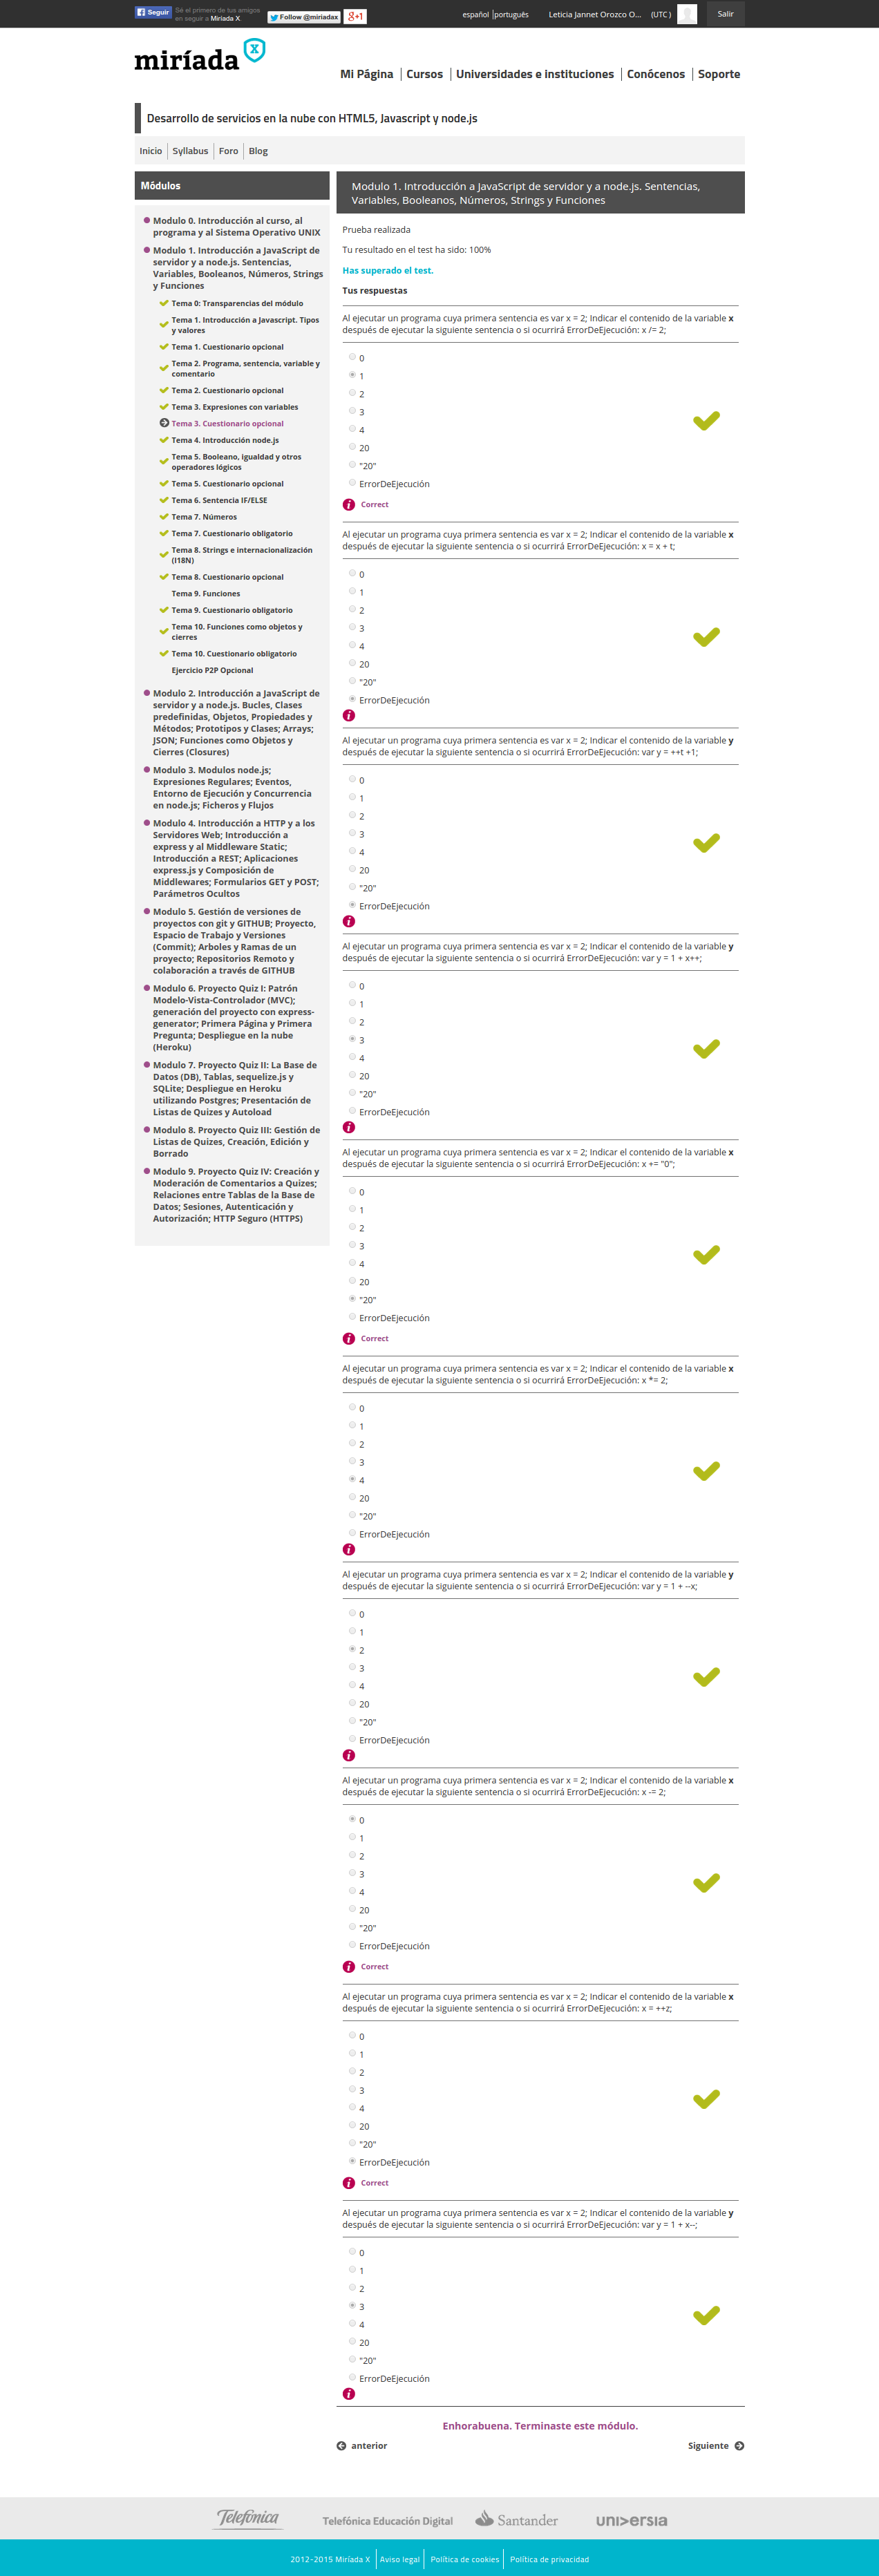 Seguir
Sé el primero de tus amigos
en seguir a Miríada X.
Follow @miriadax
g+1
español
português
Leticia Jannet Orozco O...
(UTC )
Salir
miríada x
Mi Página
Cursos
Universidades e instituciones
Conócenos
Soporte
Desarrollo de servicios en la nube con HTML5, Javascript y node.js
Inicio
Syllabus
Foro
Blog
Módulos
Modulo 0. Introducción al curso, al
programa y al Sistema Operativo UNIX
Modulo 1. Introducción a JavaScript de
servidor y a node.js. Sentencias,
Variables, Booleanos, Números, Strings
y Funciones
Tema 0: Transparencias del módulo
Tema 1. Introducción a Javascript. Tipos
y valores
Tema 1. Cuestionario opcional
Tema 2. Programa, sentencia, variable y
comentario
Tema 2. Cuestionario opcional
Tema 3. Expresiones con variables
Tema 3. Cuestionario opcional
Tema 4. Introducción node.js
Tema 5. Booleano, igualdad y otros
operadores lógicos
Tema 5. Cuestionario opcional
Tema 6. Sentencia IF/ELSE
Tema 7. Números
Tema 7. Cuestionario obligatorio
Tema 8. Strings e internacionalización
(I18N)
Tema 8. Cuestionario opcional
Tema 9. Funciones
Tema 9. Cuestionario obligatorio
Tema 10. Funciones como objetos y
cierres
Tema 10. Cuestionario obligatorio
Ejercicio P2P Opcional
Modulo 2. Introducción a JavaScript de
servidor y a node.js. Bucles, Clases
predefinidas, Objetos, Propiedades y
Métodos; Prototipos y Clases; Arrays;
JSON; Funciones como Objetos y
Cierres (Closures)
Modulo 3. Modulos node.js;
Expresiones Regulares; Eventos,
Entorno de Ejecución y Concurrencia
en node.js; Ficheros y Flujos
Modulo 4. Introducción a HTTP y a los
Servidores Web; Introducción a
express y al Middleware Static;
Introducción a REST; Aplicaciones
express.js y Composición de
Middlewares; Formularios GET y POST;
Parámetros Ocultos
Modulo 5. Gestión de versiones de
proyectos con git y GITHUB; Proyecto,
Espacio de Trabajo y Versiones
(Commit); Arboles y Ramas de un
proyecto; Repositorios Remoto y
colaboración a través de GITHUB
Modulo 6. Proyecto Quiz I: Patrón
Modelo-Vista-Controlador (MVC);
generación del proyecto con express-
generator; Primera Página y Primera
Pregunta; Despliegue en la nube
(Heroku)
Modulo 7. Proyecto Quiz II: La Base de
Datos (DB), Tablas, sequelize.js y
SQLite; Despliegue en Heroku
utilizando Postgres; Presentación de
Listas de Quizes y Autoload
Modulo 8. Proyecto Quiz III: Gestión de
Listas de Quizes, Creación, Edición y
Borrado
Modulo 9. Proyecto Quiz IV: Creación y
Moderación de Comentarios a Quizes;
Relaciones entre Tablas de la Base de
Datos; Sesiones, Autenticación y
Autorización; HTTP Seguro (HTTPS)
Modulo 1. Introducción a JavaScript de servidor y a node.js. Sentencias,
Variables, Booleanos, Números, Strings y Funciones
Prueba realizada
Tu resultado en el test ha sido: 100%
Has superado el test.
Tus respuestas
Al ejecutar un programa cuya primera sentencia es var x = 2; Indicar el contenido de la variable x
después de ejecutar la siguiente sentencia o si ocurrirá ErrorDeEjecución: x /= 2;
0
1
2
3
4
20
"20"
ErrorDeEjecución
Correct
Al ejecutar un programa cuya primera sentencia es var x = 2; Indicar el contenido de la variable x
después de ejecutar la siguiente sentencia o si ocurrirá ErrorDeEjecución: x = x + t;
0
1
2
3
4
20
"20"
ErrorDeEjecución
Al ejecutar un programa cuya primera sentencia es var x = 2; Indicar el contenido de la variable y
después de ejecutar la siguiente sentencia o si ocurrirá ErrorDeEjecución: var y = ++t +1;
0
1
2
3
4
20
"20"
ErrorDeEjecución
Al ejecutar un programa cuya primera sentencia es var x = 2; Indicar el contenido de la variable y
después de ejecutar la siguiente sentencia o si ocurrirá ErrorDeEjecución: var y = 1 + x++;
0
1
2
3
4
20
"20"
ErrorDeEjecución
Al ejecutar un programa cuya primera sentencia es var x = 2; Indicar el contenido de la variable x
después de ejecutar la siguiente sentencia o si ocurrirá ErrorDeEjecución: x += "0";
0
1
2
3
4
20
"20"
ErrorDeEjecución
Correct
Al ejecutar un programa cuya primera sentencia es var x = 2; Indicar el contenido de la variable x
después de ejecutar la siguiente sentencia o si ocurrirá ErrorDeEjecución: x *= 2;
0
1
2
3
4
20
"20"
ErrorDeEjecución
Al ejecutar un programa cuya primera sentencia es var x = 2; Indicar el contenido de la variable y
después de ejecutar la siguiente sentencia o si ocurrirá ErrorDeEjecución: var y = 1 + --x;
0
1
2
3
4
20
"20"
ErrorDeEjecución
Al ejecutar un programa cuya primera sentencia es var x = 2; Indicar el contenido de la variable x
después de ejecutar la siguiente sentencia o si ocurrirá ErrorDeEjecución: x -= 2;
0
1
2
3
4
20
"20"
ErrorDeEjecución
Correct
Al ejecutar un programa cuya primera sentencia es var x = 2; Indicar el contenido de la variable x
después de ejecutar la siguiente sentencia o si ocurrirá ErrorDeEjecución: x = ++z;
0
1
2
3
4
20
"20"
ErrorDeEjecución
Correct
Al ejecutar un programa cuya primera sentencia es var x = 2; Indicar el contenido de la variable y
después de ejecutar la siguiente sentencia o si ocurrirá ErrorDeEjecución: var y = 1 + x--;
0
1
2
3
4
20
"20"
ErrorDeEjecución
Enhorabuena. Terminaste este módulo.
anterior
Siguiente
Telefónica
Telefónica Educación Digital
Santander
universia
2012-2015 Miríada X
Aviso legal
Política de cookies
Política de privacidad